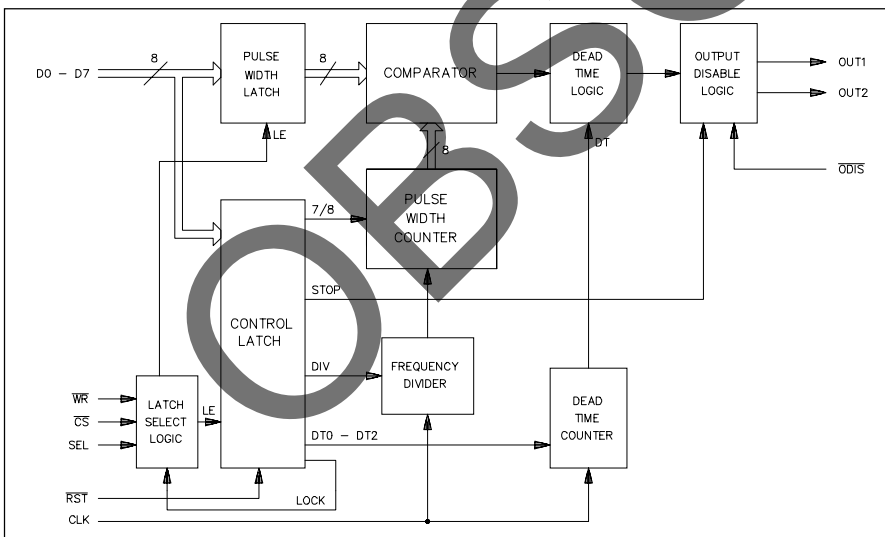 8
D0 - D7
PULSE
WIDTH
LATCH
8
COMPARATOR
DEAD
TIME
LOGIC
OUTPUT
DISABLE
LOGIC
OUT1
OUT2
LE
8
DT
ODIS
7/8
PULSE
WIDTH
COUNTER
STOP
CONTROL
LATCH
DIV
FREQUENCY
DIVIDER
WR
CS
SEL
LATCH
SELECT
LOGIC
LE
DT0 - DT2
DEAD
TIME
COUNTER
RST
LOCK
CLK